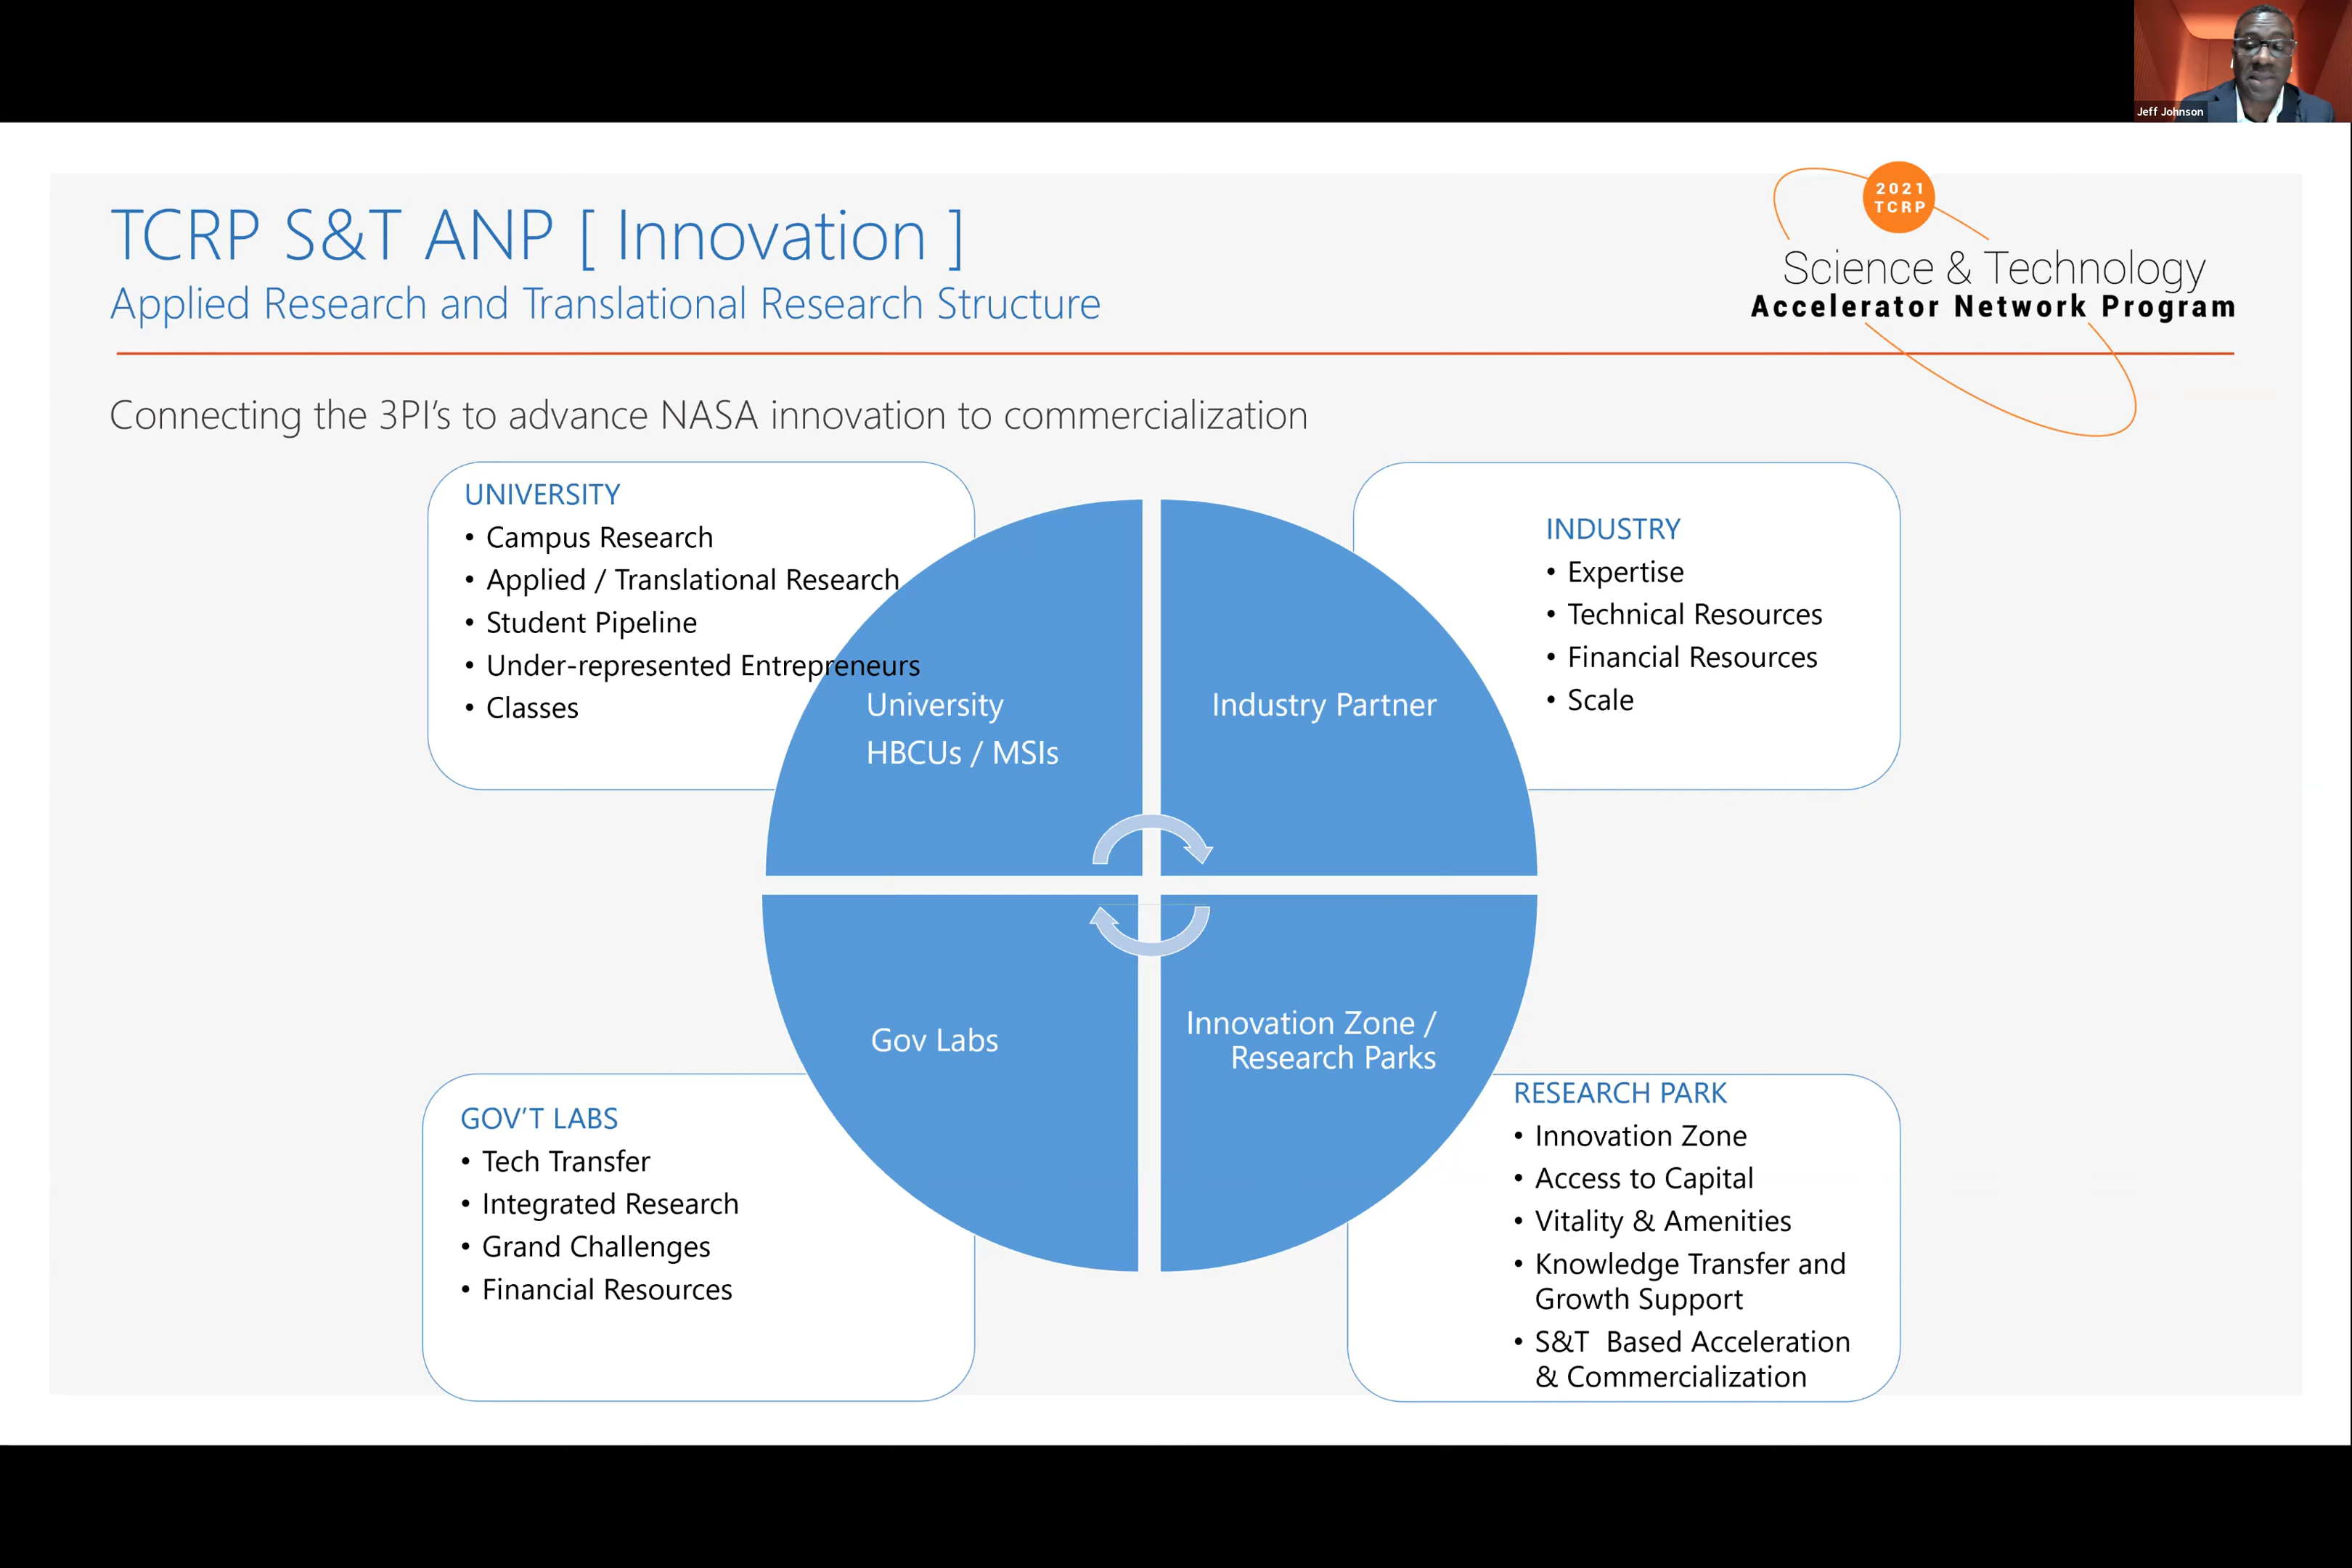 Jeff Johnson
TCRP S&T ANP [ Innovation ]
Applied Research and Translational Research Structure
2021
TCRP
Science & Technology
Accelerator Network Program
Connecting the 3PI's to advance NASA innovation to commercialization
UNIVERSITY
• Campus Research
• Applied / Translational Research
• Student Pipeline
• Under-represented Entrepreneurs
• Classes
University
HBCUs / MSIs
Industry Partner
INDUSTRY
• Expertise
• Technical Resources
• Financial Resources
• Scale
Gov Labs
Innovation Zone /
Research Parks
GOV’T LABS
• Tech Transfer
• Integrated Research
• Grand Challenges
• Financial Resources
RESEARCH PARK
• Innovation Zone
• Access to Capital
• Vitality & Amenities
• Knowledge Transfer and
Growth Support
• S&T  Based Acceleration
& Commercialization